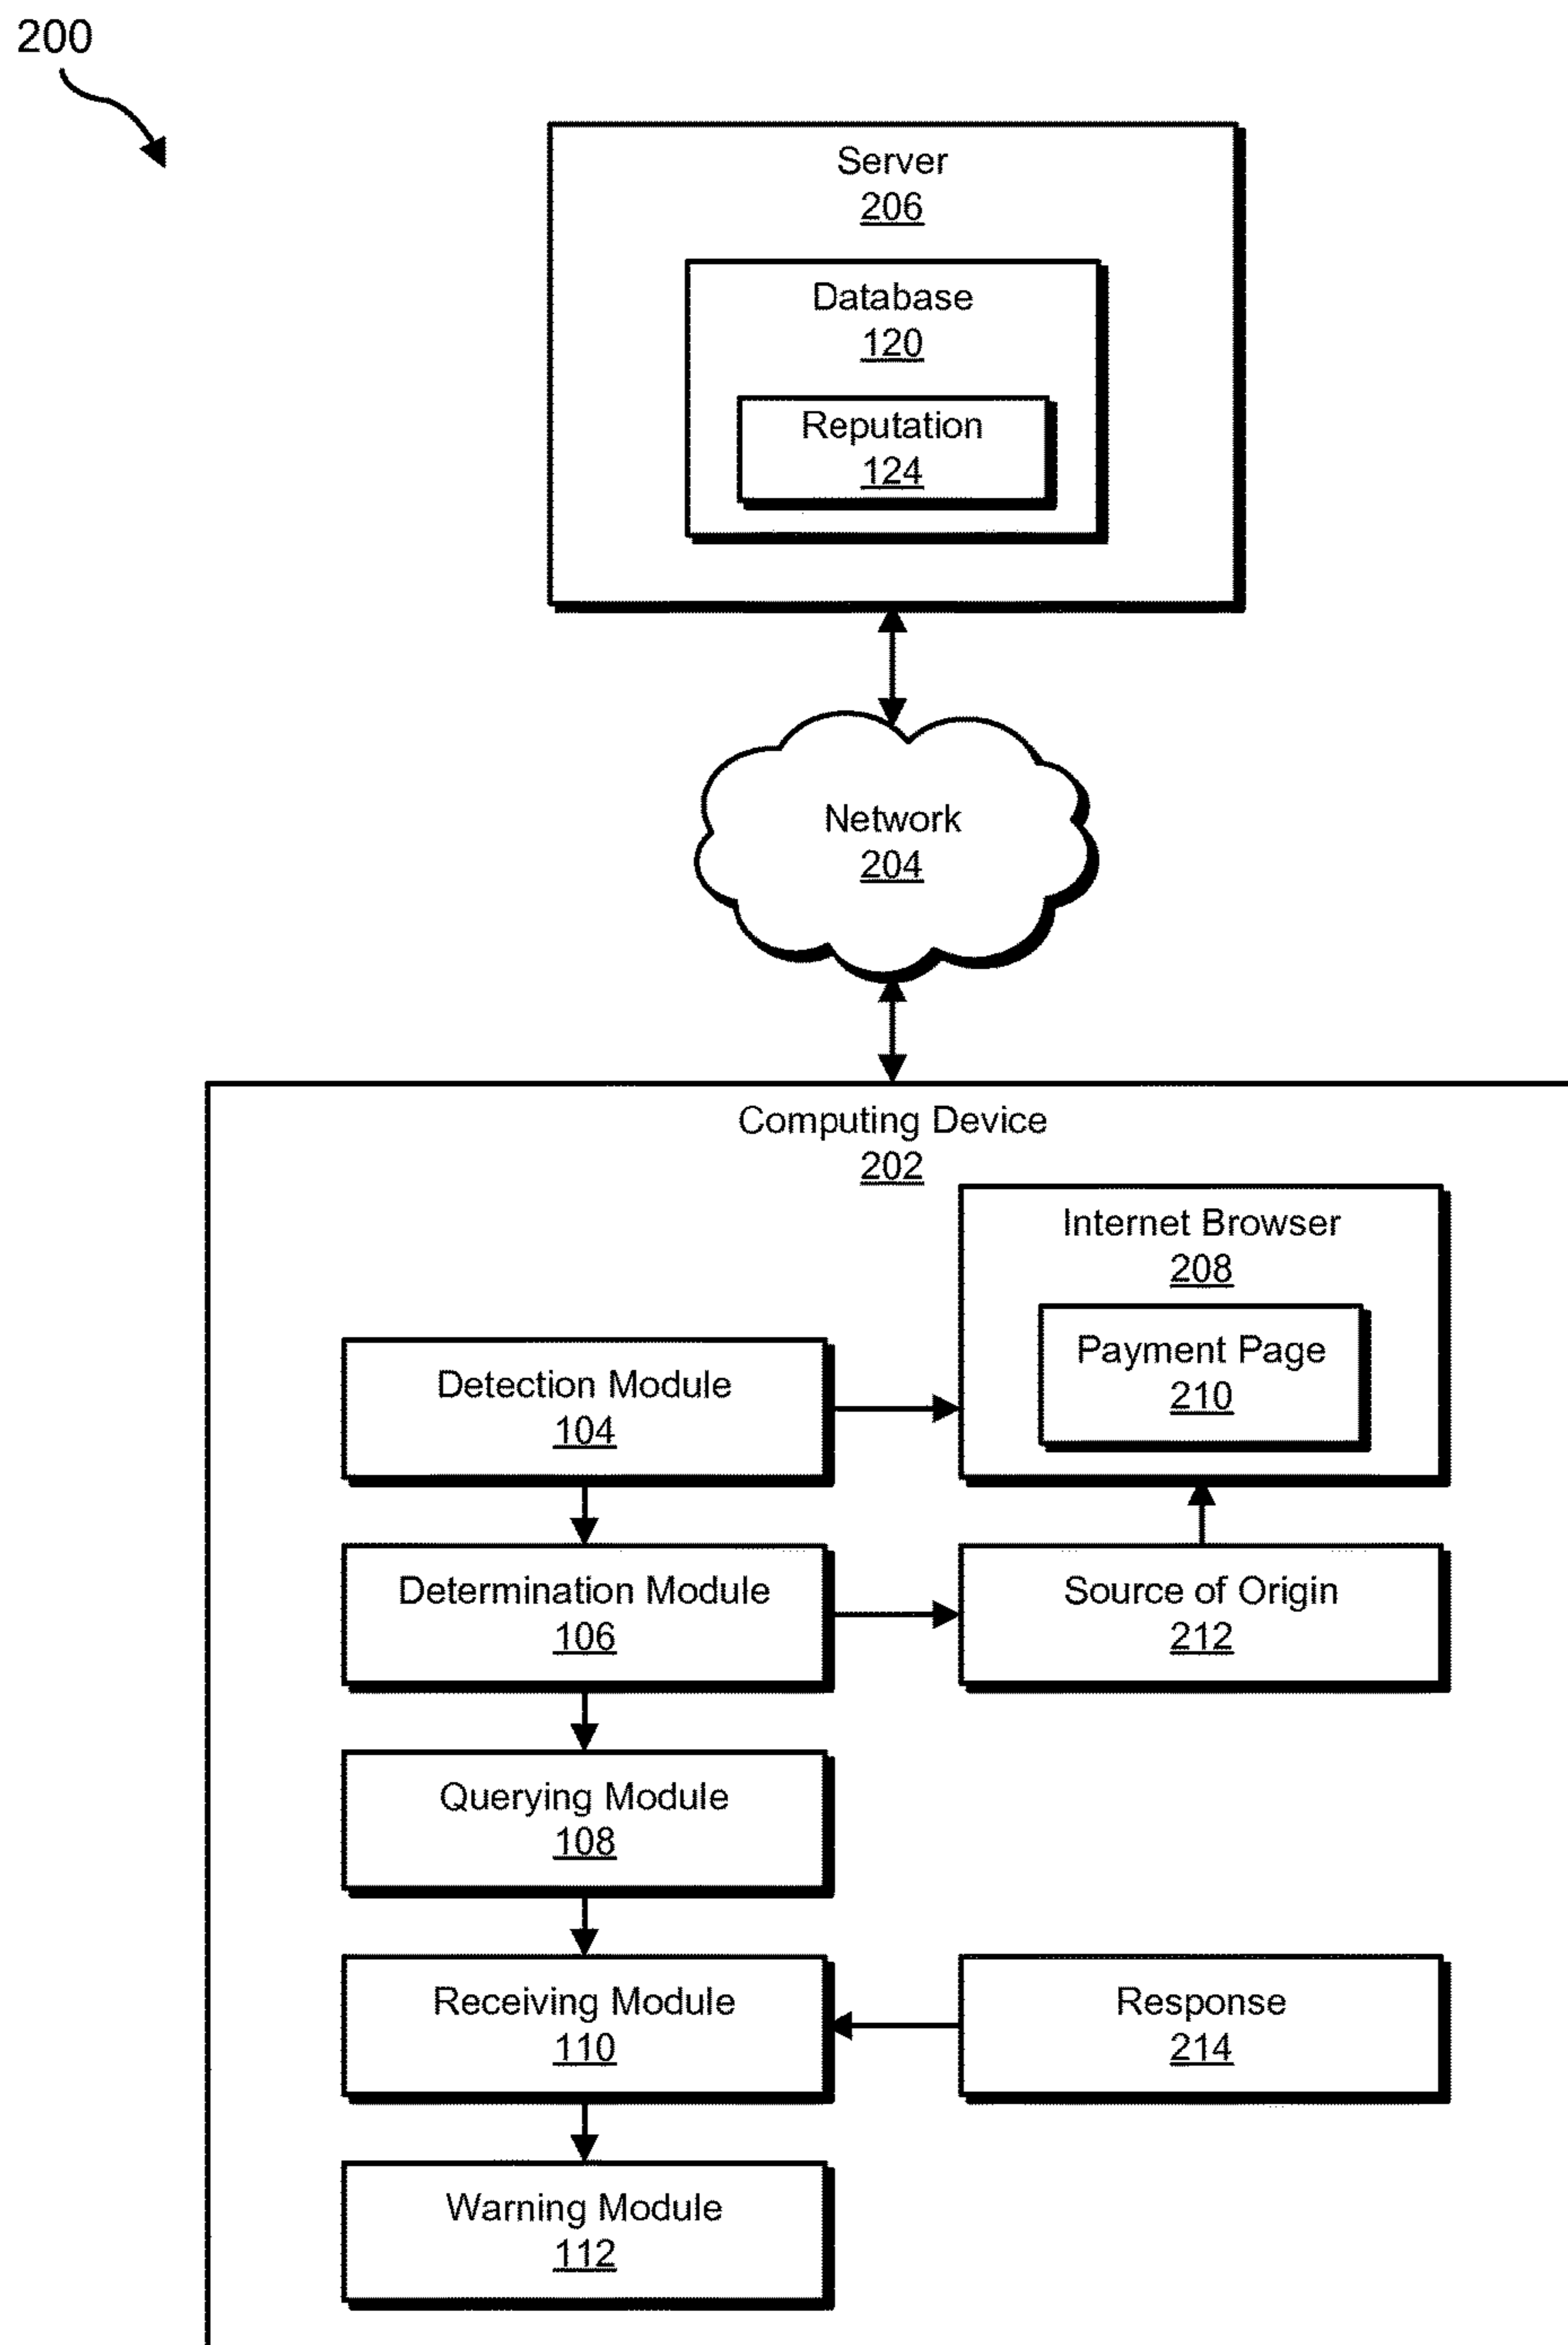 200
Server
206
Database
120
Reputation
124
Network
204
Computing Device
202
Internet Browser
208
Payment Page
210
Detection Module
104
Determination Module
106
Source of Origin
212
Querying Module
108
Receiving Module
110
Response
214
Warning Module
112